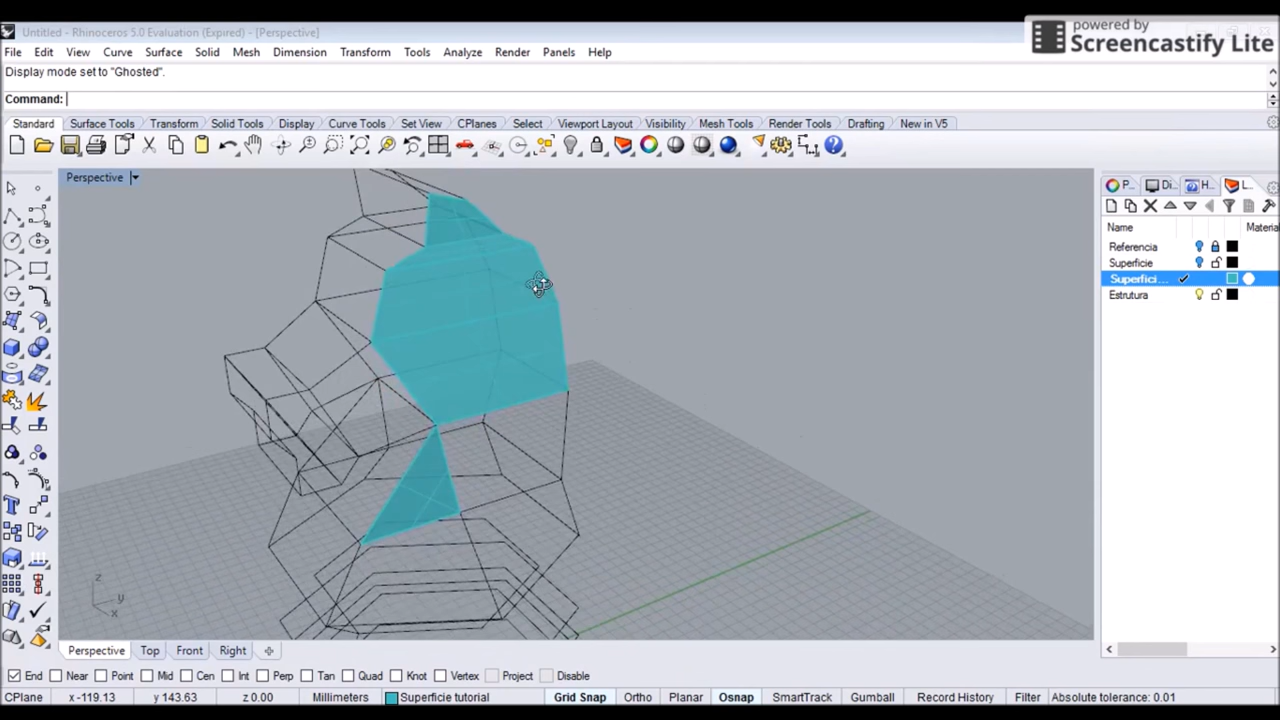 Untitled - Rhinoceros 5.0 Evaluation (Expired) - [Perspective]
powered by
Screencastify Lite
File Edit View Curve Surface Solid Mesh Dimension Transform Tools Analyze Render Panels Help
Display mode set to "Ghosted".
Command:
Standard Surface Tools Transform Solid Tools Display Curve Tools Set View CPlanes Select Viewport Layout Visibility Mesh Tools Render Tools Drafting New in V5
Perspective
P... Di... H... L...
Name Materia
Referencia
Superficie
Superfici...
Estrutura
z
y
x
Perspective Top Front Right
End Near Point Mid Cen Int Perp Tan Quad Knot Vertex Project Disable
CPlane x -119.13 y 143.63 z 0.00 Millimeters Superficie tutorial Grid Snap Ortho Planar Osnap SmartTrack Gumball Record History Filter Absolute tolerance: 0.01